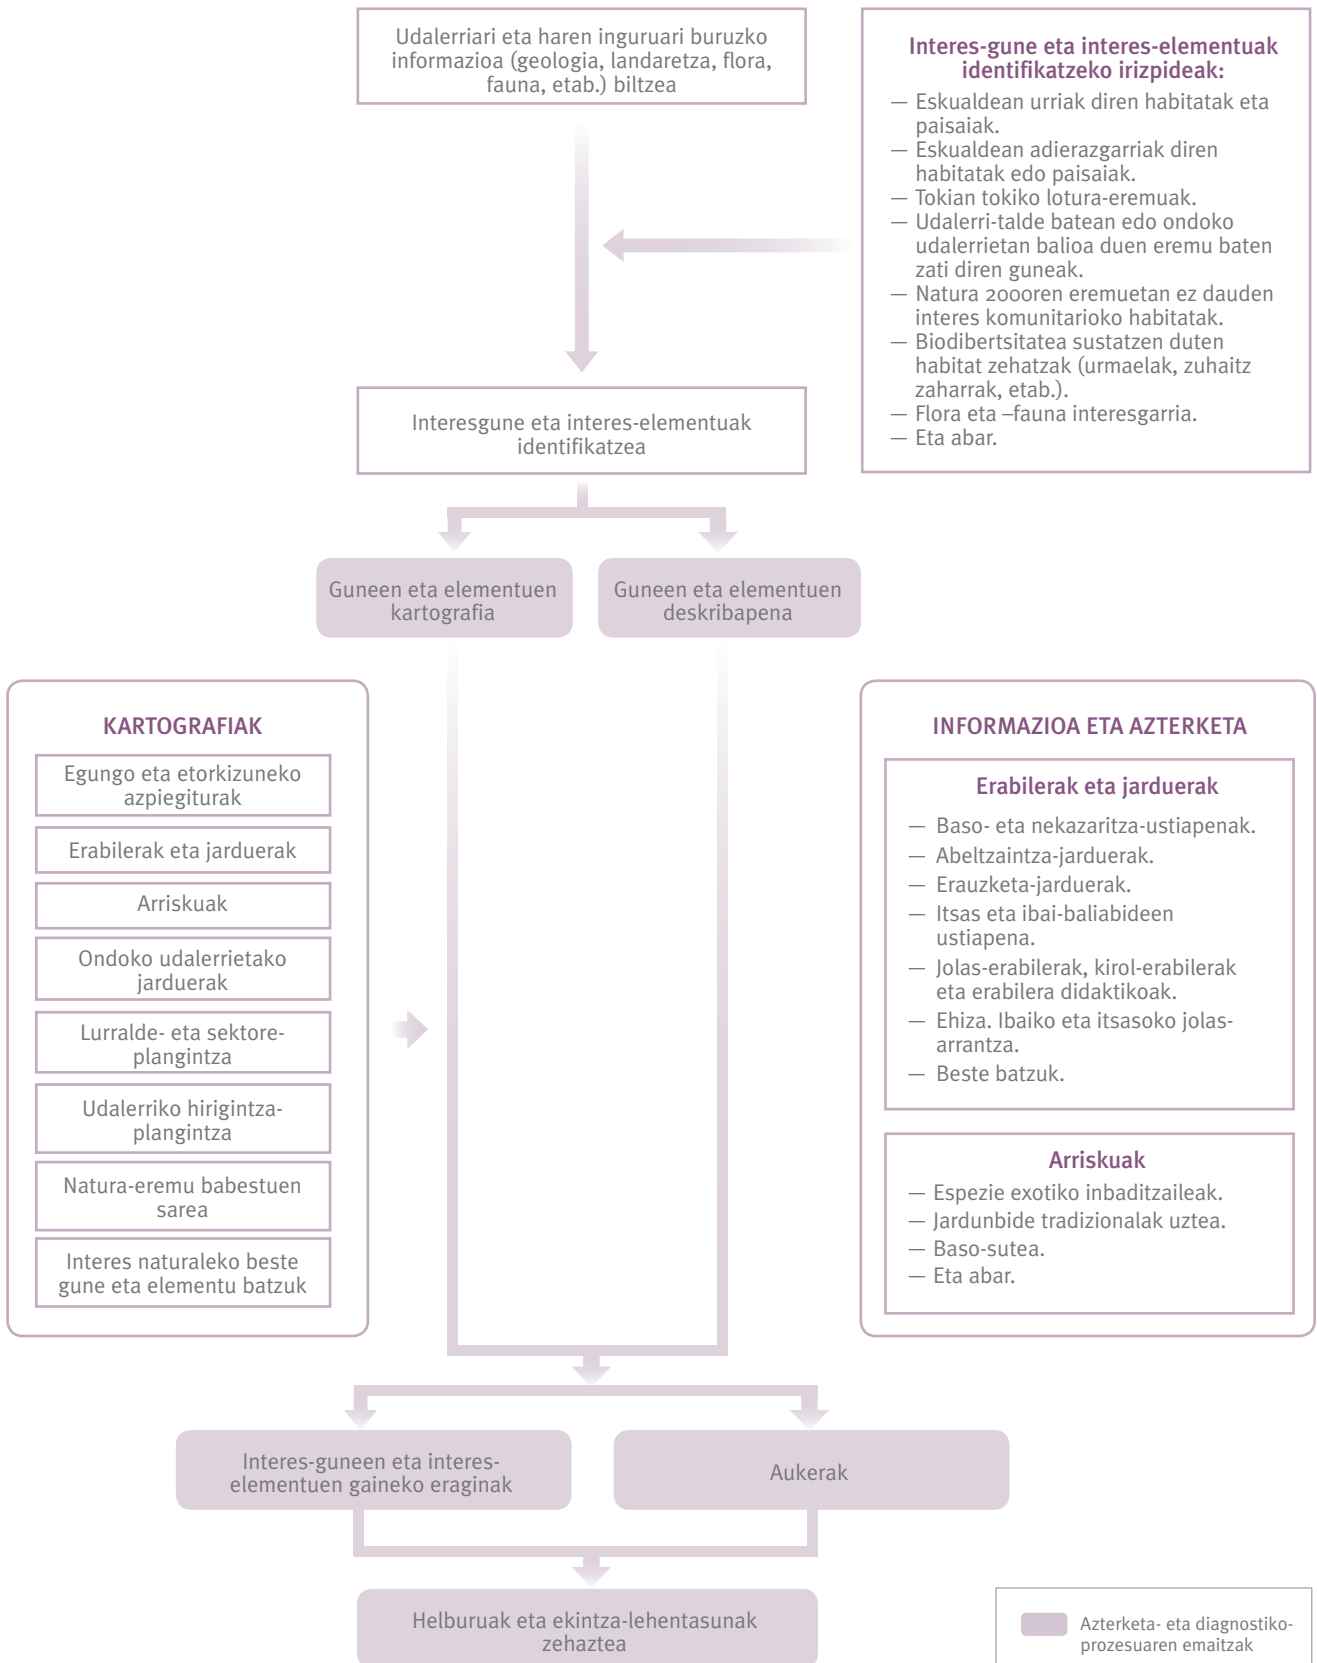 Udalerriari eta haren inguruari buruzko
informazioa (geologia, landaretza, flora,
fauna, etab.) biltzea
Interes-gune eta interes-elementuak
identifikatzeko irizpideak:
— Eskualdean urriak diren habitatak eta
paisaiak.
— Eskualdean adierazgarriak diren
habitatak edo paisaiak.
— Tokian tokiko lotura-eremuak.
— Udalerri-talde batean edo ondoko
udalerrietan balioa duen eremu baten
zati diren guneak.
— Natura 2000ren eremuetan ez dauden
interes komunitarioko habitatak.
— Biodibertsitatea sustatzen duten
habitat zehatzak (urmaelak, zuhaitz
zaharrak, etab.).
— Flora eta –fauna interesgarria.
— Eta abar.
Interesgune eta interes-elementuak
identifikatzea
Guneen eta elementuen
kartografia
Guneen eta elementuen
deskribapena
KARTOGRAFIAK
Egungo eta etorkizuneko
azpiegiturak
Erabilerak eta jarduerak
Arriskuak
Ondoko udalerrietako
jarduerak
Lurralde- eta sektore-
plangintza
Udalerriko hirigintza-
plangintza
Natura-eremu babestuen
sarea
Interes naturaleko beste
gune eta elementu batzuk
INFORMAZIOA ETA AZTERKETA
Erabilerak eta jarduerak
— Baso- eta nekazaritza-ustiapenak.
— Abeltzaintza-jarduerak.
— Erauzketa-jarduerak.
— Itsas eta ibai-baliabideen
ustiapena.
— Jolas-erabilerak, kirol-erabilerak
eta erabilera didaktikoak.
— Ehiza. Ibaiko eta itsasoko jolas-
arrantza.
— Beste batzuk.
Arriskuak
— Espezie exotiko inbaditzaileak.
— Jardunbide tradizionalak uztea.
— Baso-sutea.
— Eta abar.
Interes-guneen eta interes-
elementuen gaineko eraginak
Aukerak
Helburuak eta ekintza-lehentasunak
zehaztea
Azterketa- eta diagnostiko-
prozesuaren emaitzak